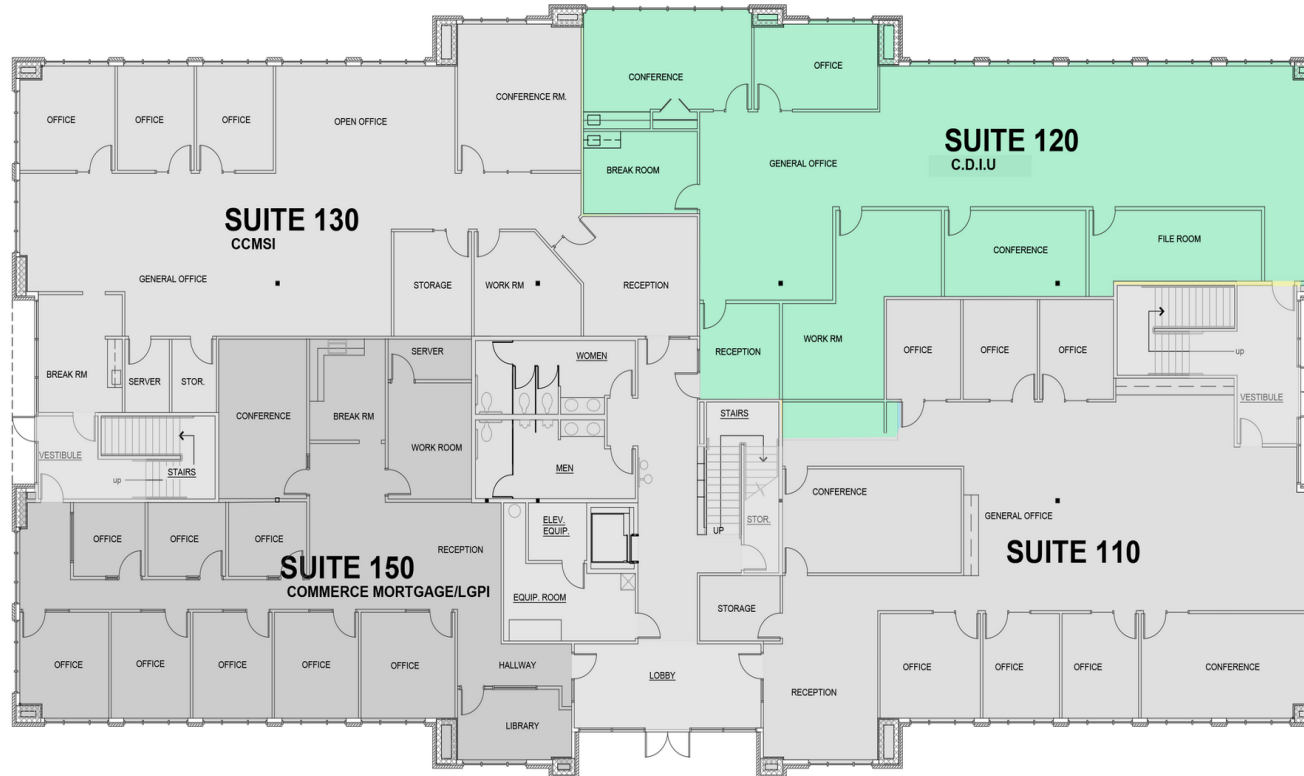 CONFERENCE
OFFICE
CONFERENCE RM.
OFFICE
OFFICE
OFFICE
OPEN OFFICE
SUITE 120
C.D.I.U
BREAK ROOM
GENERAL OFFICE
SUITE 130
CCMSI
FILE ROOM
CONFERENCE
GENERAL OFFICE
STORAGE
WORK RM
RECEPTION
WORK RM
RECEPTION
OFFICE
OFFICE
OFFICE
up
SERVER
WOMEN
BREAK RM
SERVER
STOR.
CONFERENCE
BREAK RM
WORK ROOM
STAIRS
VESTIBULE
VESTIBULE
STAIRS
up
MEN
CONFERENCE
GENERAL OFFICE
ELEV.
EQUIP.
UP
STOR.
OFFICE
OFFICE
OFFICE
RECEPTION
SUITE 110
SUITE 150
COMMERCE MORTGAGE/LGPI
EQUIP. ROOM
STORAGE
OFFICE
OFFICE
OFFICE
OFFICE
OFFICE
HALLWAY
LOBBY
OFFICE
OFFICE
OFFICE
CONFERENCE
RECEPTION
LIBRARY